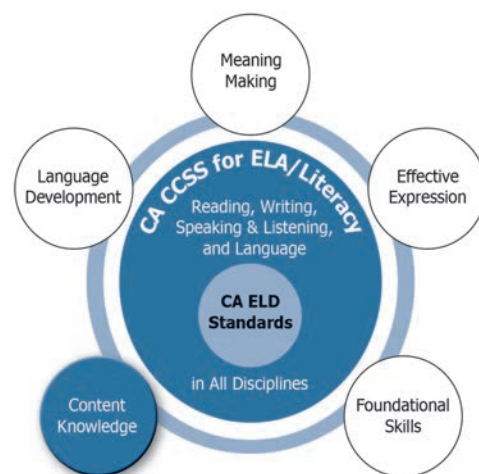 Meaning
Making
Language
Development
Effective
Expression
CA CCSS for ELA/Literacy
Reading, Writing,
Speaking & Listening,
and Language
CA ELD
Standards
in All Disciplines
Content
Knowledge
Foundational
Skills